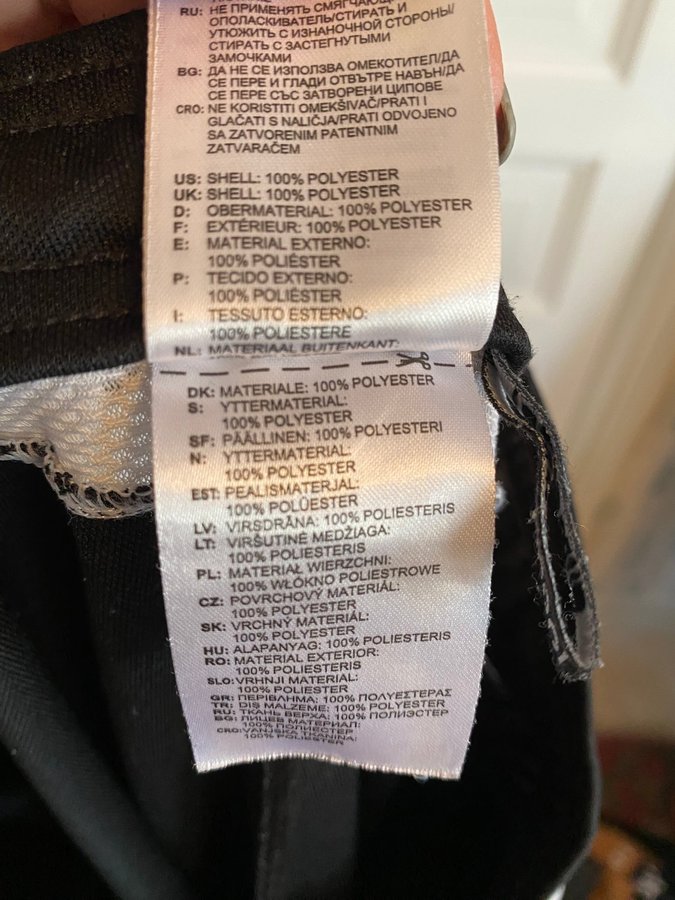 RU: НЕ ПРИМЕНЯТЬ СМЯГЧАЮЩ
ОПОЛАСКИВАТЕЛЬ/СТИРАТЬ И
УТЮЖИТЬ С ИЗНАНОЧНОЙ СТОРОНЫ/
СТИРАТЬ С ЗАСТЕГНУТЫМИ
ЗАМОЧКАМИ
BG: ДА НЕ СЕ ИЗПОЛЗВА ОМЕКОТИТЕЛ/ДА
СЕ ПЕРЕ И ГЛАДИ ОТВЪТРЕ НАВЪН/ДА
СЕ ПЕРЕ СЪС ЗАТВОРЕНИ ЦИПОВЕ
CRO: NE KORISTITI OMEKŠIVAČ/PRATI I
GLAČATI S NALIČJA/PRATI ODVOJENO
SA ZATVORENIM PATENTNIM
ZATVARAČEM
US: SHELL: 100% POLYESTER
UK: SHELL: 100% POLYESTER
D: OBERMATERIAL: 100% POLYESTER
F: EXTÉRIEUR: 100% POLYESTER
E: MATERIAL EXTERNO:
100% POLIÉSTER
P: TECIDO EXTERNO:
100% POLIÉSTER
I: TESSUTO ESTERNO:
100% POLIESTERE
NL: MATERIAAL BUITENKANT:
DK: MATERIALE: 100% POLYESTER
S: YTTERMATERIAL:
100% POLYESTER
SF: PÄÄLLINEN: 100% POLYESTERI
N: YTTERMATERIAL:
100% POLYESTER
EST: PEALISMATERJAL:
100% POLÜESTER
LV: VIRSDRĀNA: 100% POLIESTERIS
LT: VIRŠUTINĖ MEDŽIAGA:
100% POLIESTERIS
PL: MATERIAŁ WIERZCHNI:
100% WŁÓKNO POLIESTROWE
CZ: POVRCHOVÝ MATERIÁL:
100% POLYESTER
SK: VRCHNÝ MATERIÁL:
100% POLYESTER
HU: ALAPANYAG: 100% POLIESTERIS
RO: MATERIAL EXTERIOR:
100% POLIESTERIS
SLO: VRHNJI MATERIAL:
100% POLIESTER
GR: ΠΕΡΙΒΛΗΜΑ: 100% ΠΟΛΥΕΣΤΕΡΑΣ
TR: DIŞ MALZEME: 100% POLYESTER
RU: ТКАНЬ ВЕРХА: 100% ПОЛИЭСТЕР
BG: ЛИЦЕВ МАТЕРИАЛ:
100% ПОЛИЕСТЕР
CRO: VANJSKA TKANINA:
100% POLIESTER